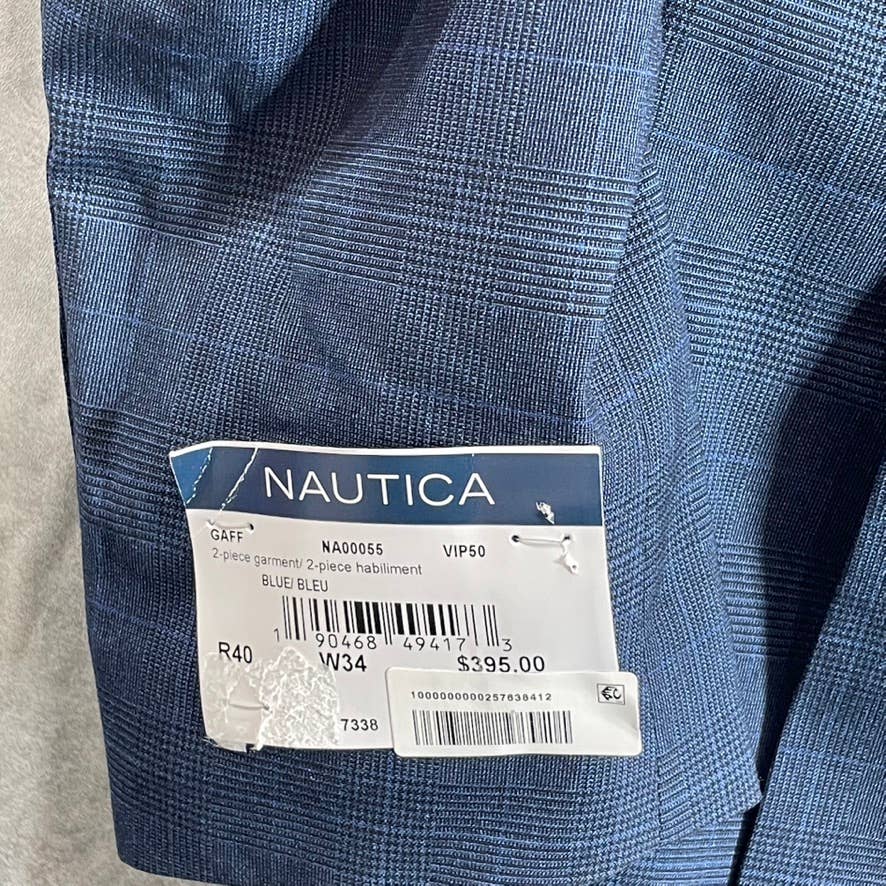 NAUTICA
GAFF NA00055 VIP50
2-piece garment/ 2-piece habiliment
BLUE/ BLEU
1 90468 49417 3
R40 W34 $395.00
7338
1000000000257638412
€C